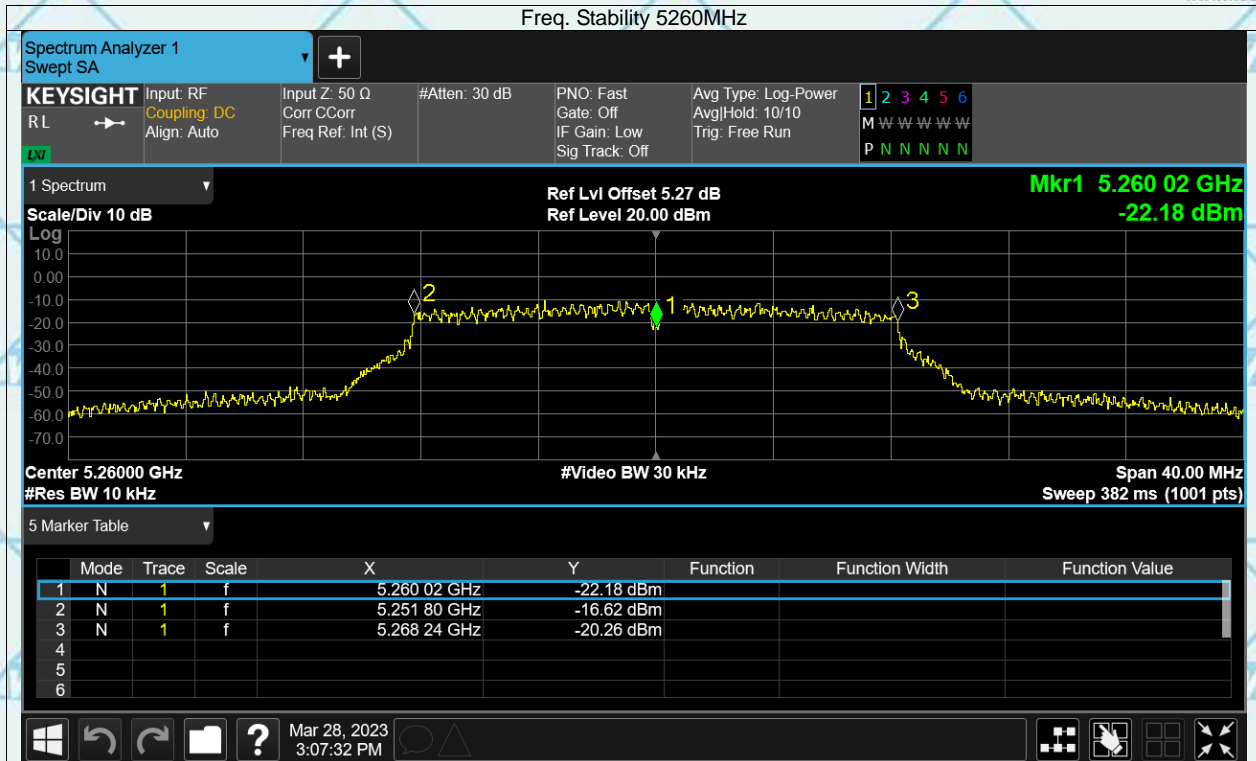 Freq. Stability 5260MHz
Spectrum Analyzer 1
Swept SA
KEYSIGHT
RL
LXI
Input: RF
Coupling: DC
Align: Auto
Input Z: 50 Ω
Corr CCorr
Freq Ref: Int (S)
#Atten: 30 dB
PNO: Fast
Gate: Off
IF Gain: Low
Sig Track: Off
Avg Type: Log-Power
Avg|Hold: 10/10
Trig: Free Run
1 2 3 4 5 6
M W W W W W
P N N N N N
1 Spectrum
Scale/Div 10 dB
Ref Lvl Offset 5.27 dB
Ref Level 20.00 dBm
Mkr1 5.260 02 GHz
-22.18 dBm
Log
10.0
0.00
-10.0
-20.0
-30.0
-40.0
-50.0
-60.0
-70.0
2
1
3
Center 5.26000 GHz
#Res BW 10 kHz
#Video BW 30 kHz
Span 40.00 MHz
Sweep 382 ms (1001 pts)
5 Marker Table
Mode Trace Scale X Y Function Function Width Function Value
1 N 1 f 5.260 02 GHz -22.18 dBm
2 N 1 f 5.251 80 GHz -16.62 dBm
3 N 1 f 5.268 24 GHz -20.26 dBm
4
5
6
?
Mar 28, 2023
3:07:32 PM